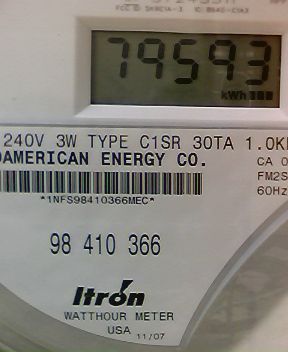 79593
kWh
240V 3W TYPE C1SR 30TA 1.0K
AMERICAN ENERGY CO.
CA 0
FM2S
60Hz
*1NFS98410366MEC*
98 410 366
Itron
WATTHOUR METER
USA 11/07